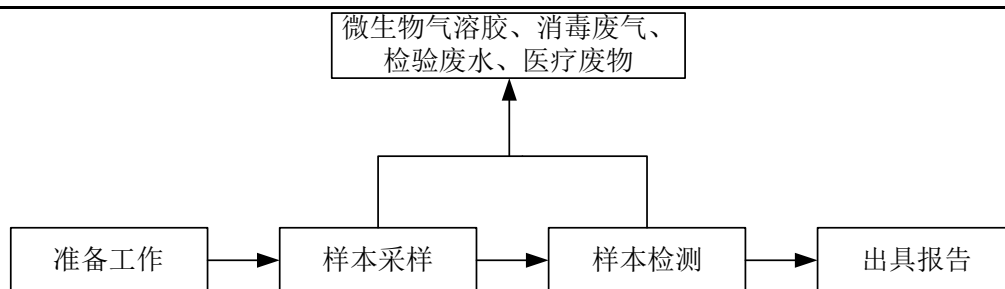 微生物气溶胶、消毒废气、
检验废水、医疗废物
准备工作
样本采样
样本检测
出具报告